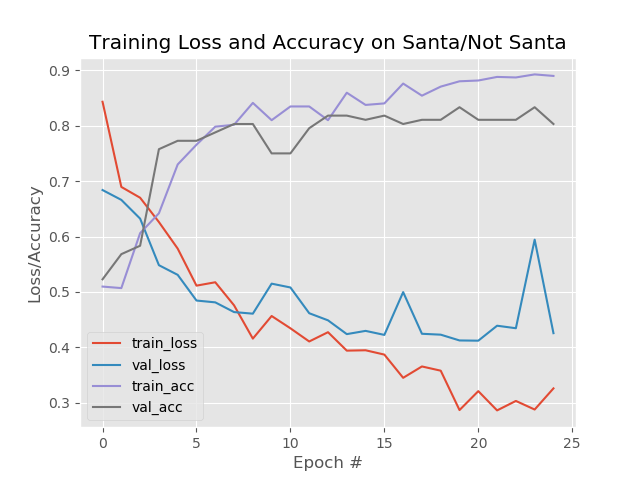 Training Loss and Accuracy on Santa/Not Santa
0.9
0.8
0.7
0.6
0.5
0.4
0.3
Loss/Accuracy
train_loss
val_loss
train_acc
val_acc
0 5 10 15 20 25
Epoch #